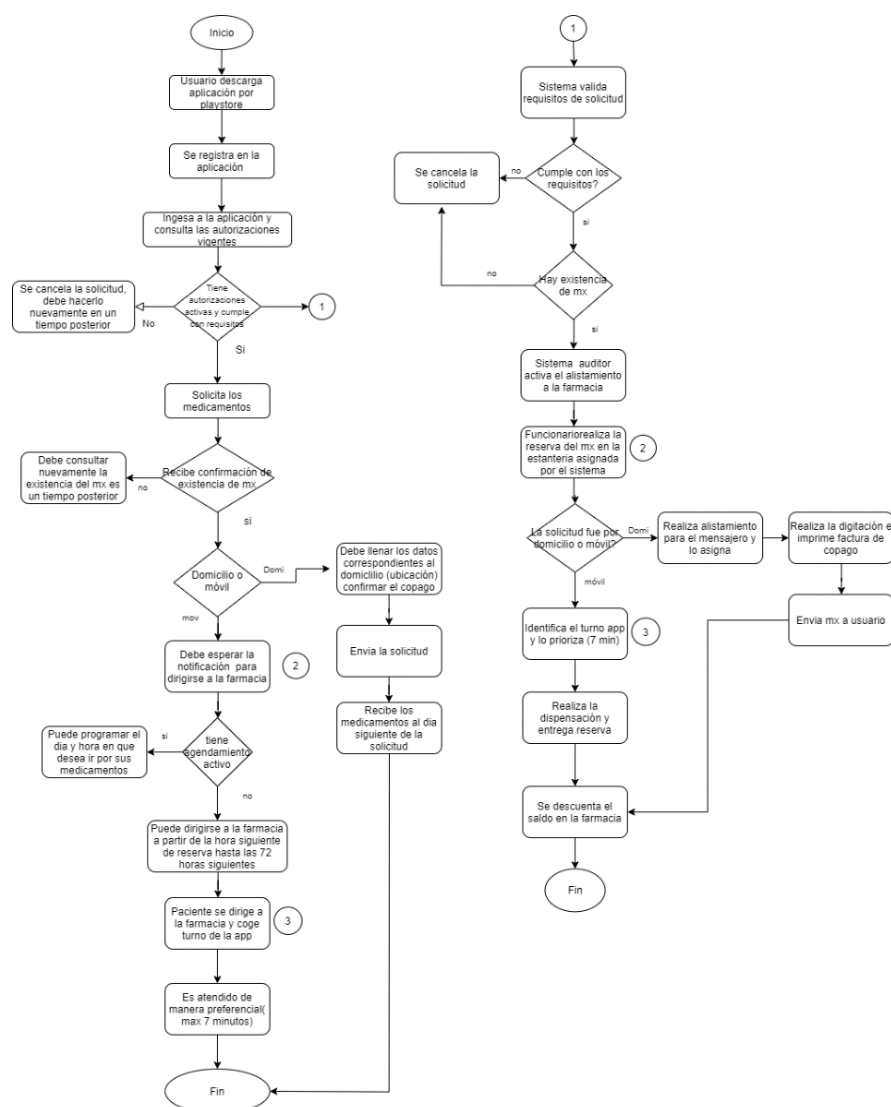 Inicio
Usuario descarga
aplicación por
playstore
Se registra en la
aplicación
Ingesa a la aplicación y
consulta las autorizaciones
vigentes
Tiene
autorizaciones
activas y cumple
con requisitos
No
Se cancela la solicitud,
debe hacerlo
nuevamente en un
tiempo posterior
1
Si
Solicita los
medicamentos
Recibe confirmación de
existencia de mx
no
Debe consultar
nuevamente la
existencia del mx es
un tiempo posterior
si
Domicilio o
móvil
Domi
Debe llenar los datos
correspondientes al
domiclilio (ubicación)
confirmar el copago
Envia la solicitud
Recibe los
medicamentos al dia
siguiente de la
solicitud
mov
Debe esperar la
notificación para
dirigirse a la farmacia
2
tiene
agendamiento
activo
si
Puede programar el
dia y hora en que
desea ir por sus
medicamentos
no
Puede dirigirse a la farmacia
a partir de la hora siguiente
de reserva hasta las 72
horas siguientes
Paciente se dirige a
la farmacia y coge
turno de la app
3
Es atendido de
manera preferencial(
max 7 minutos)
Fin
1
Sistema valida
requisitos de solicitud
Cumple con los
requisitos?
no
Se cancela la
solicitud
si
Hay existencia
de mx
no
si
Sistema auditor
activa el alistamiento
a la farmacia
Funcionariorealiza la
reserva del mx en la
estanteria asignada
por el sistema
2
La solicitud fue por
domicilio o móvil?
Domi
Realiza alistamiento
para el mensajero y
lo asigna
Realiza la digitación e
imprime factura de
copago
Envia mx a usuario
móvil
Identifica el turno app
y lo prioriza (7 min)
3
Realiza la
dispensación y
entrega reserva
Se descuenta el
saldo en la farmacia
Fin